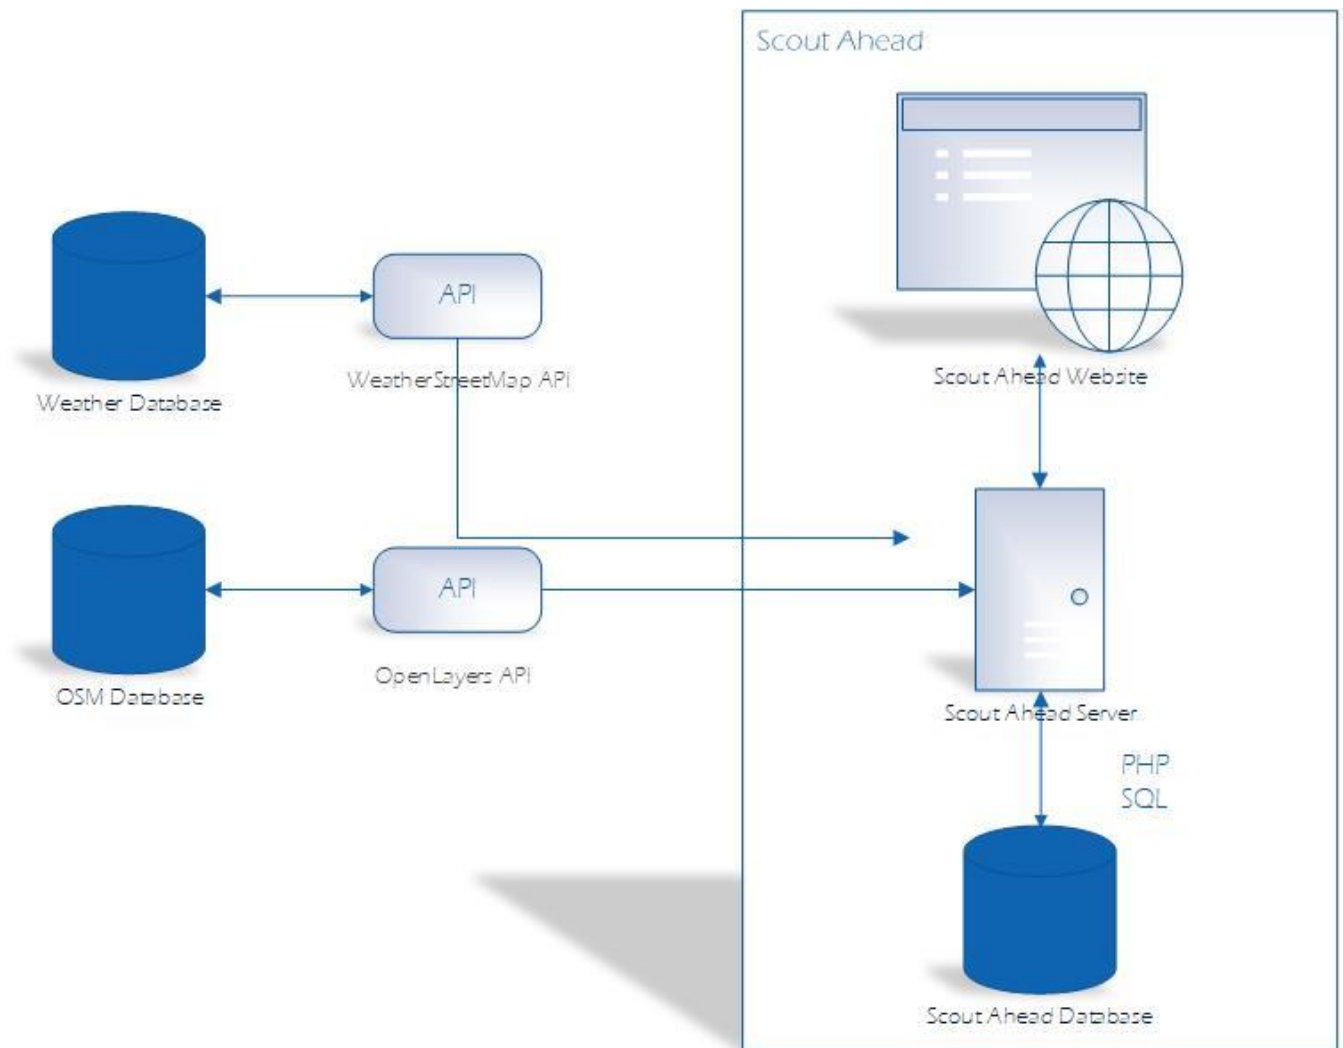 Scout Ahead
API
WeatherStreetMap API
Weather Database
Scout Ahead Website
API
OpenLayers API
OSM Database
Scout Ahead Server
PHP
SQL
Scout Ahead Database